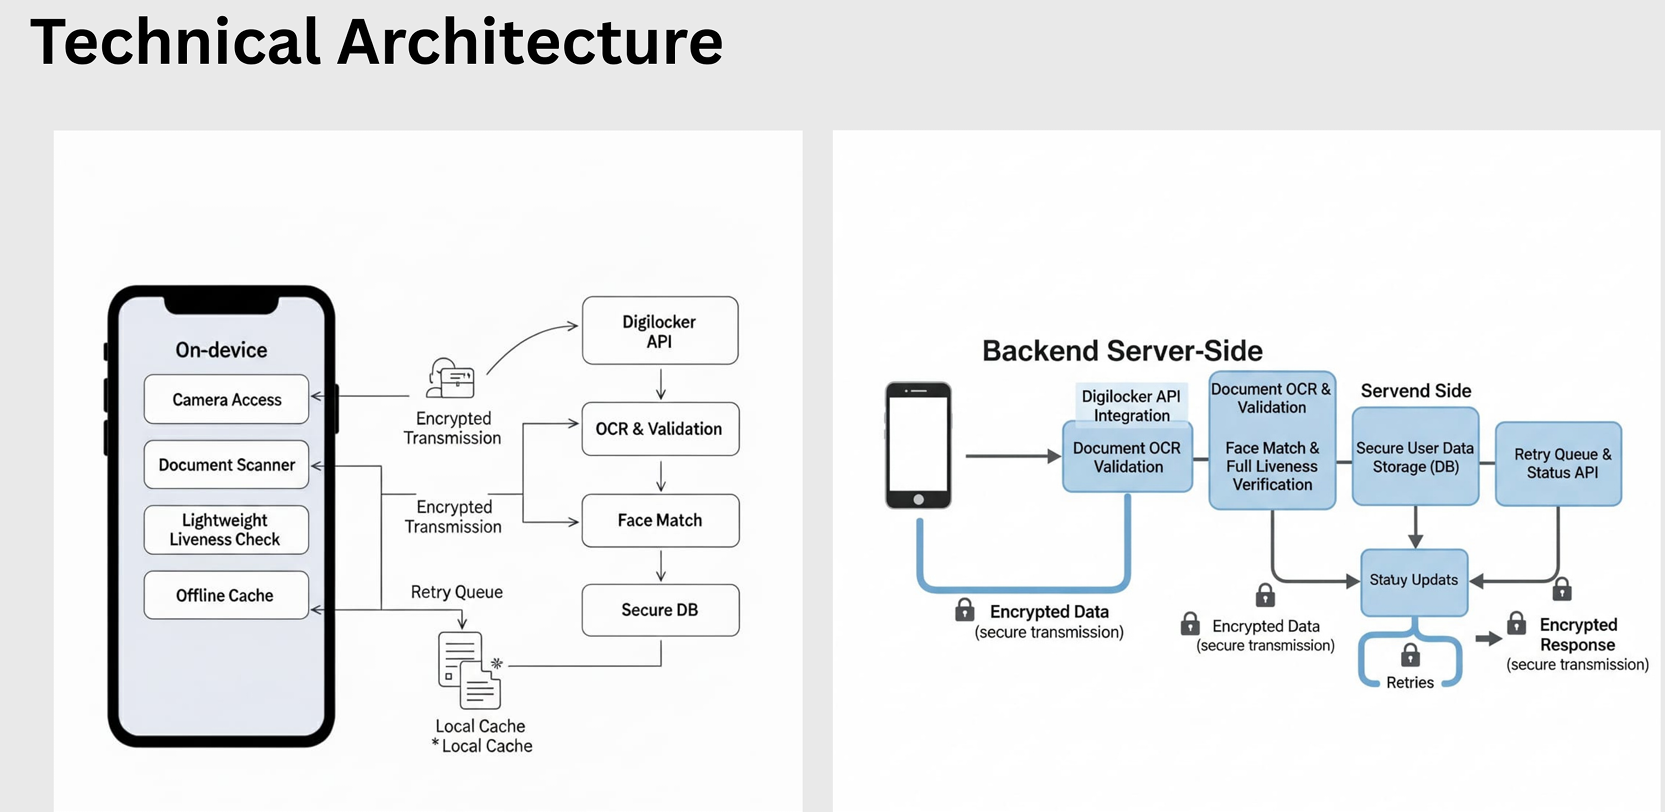 Technical Architecture
On-device
Camera Access
Document Scanner
Lightweight
Liveness Check
Offline Cache
Encrypted
Transmission
Encrypted
Transmission
Retry Queue
Local Cache
* Local Cache
Digilocker
API
OCR & Validation
Face Match
Secure DB
*
Backend Server-Side
Digilocker API
Integration
Document OCR
Validation
Document OCR &
Validation
Face Match &
Full Liveness
Verification
Servend Side
Secure User Data
Storage (DB)
Retry Queue &
Status API
Updats
Encrypted Data
(secure transmission)
Encrypted Data
(secure transmission)
Retries
Encrypted
Response
(secure transmission)